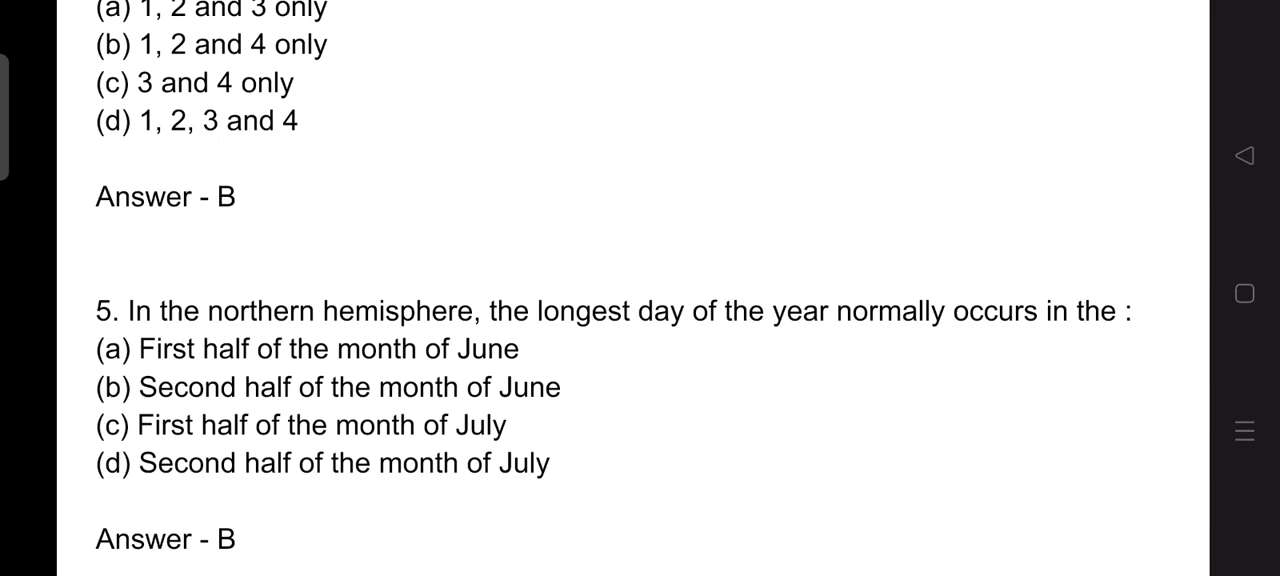 (a) 1, 2 and 3 only
(b) 1, 2 and 4 only
(c) 3 and 4 only
(d) 1, 2, 3 and 4
Answer - B
5. In the northern hemisphere, the longest day of the year normally occurs in the :
(a) First half of the month of June
(b) Second half of the month of June
(c) First half of the month of July
(d) Second half of the month of July
Answer - B